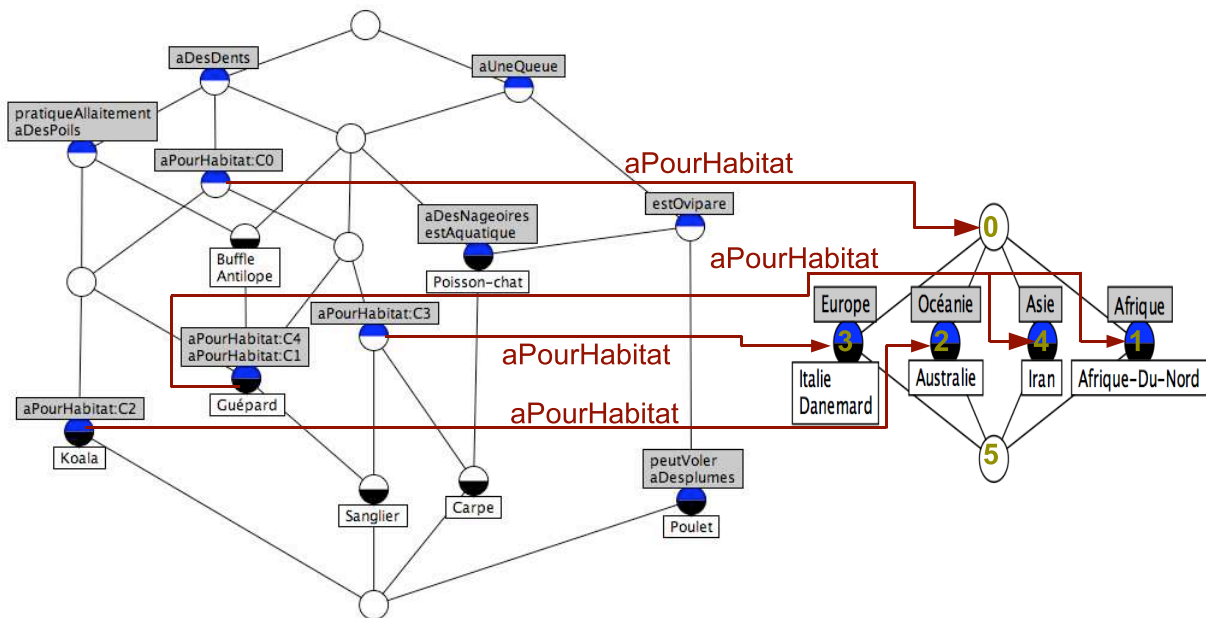 aDesDents
aUneQueue
pratiqueAllaitement
aDesPoils
aPourHabitat:C0
aPourHabitat
estOvipare
aDesNageoires
estAquatique
Buffle
Antilope
Poisson-chat
aPourHabitat
aPourHabitat:C3
aPourHabitat:C4
aPourHabitat:C1
Guépard
aPourHabitat
aPourHabitat:C2
Koala
aPourHabitat
peutVoler
aDesplumes
Sanglier
Carpe
Poulet
0
Europe
Océanie
Asie
Afrique
3
2
4
1
Italie
Danemard
Australie
Iran
Afrique-Du-Nord
5